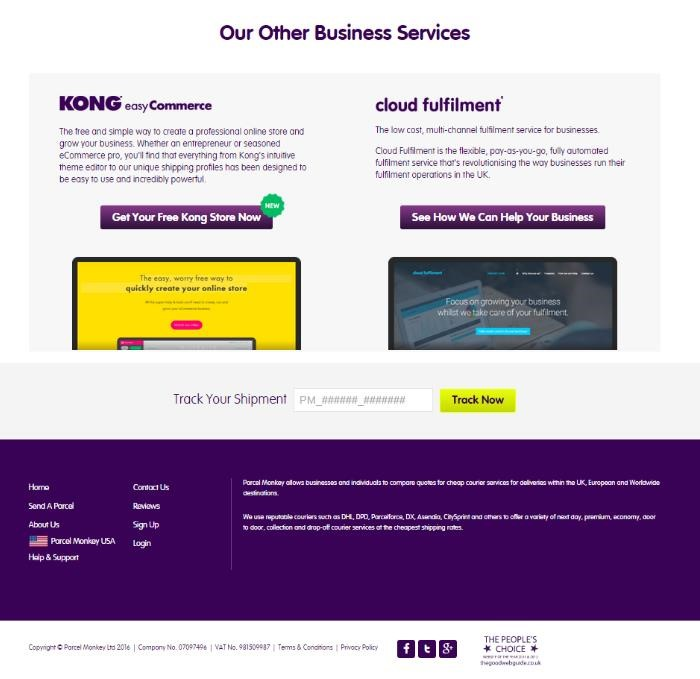 Our Other Business Services
KONG easyCommerce
The free and simple way to create a professional online store and
grow your business. Whether an entrepreneur or seasoned
eCommerce pro, you'll find that everything from Kong's intuitive
theme editor to our unique shipping profiles has been designed to
be easy to use and incredibly powerful.
Get Your Free Kong Store Now
NEW
The easy, worry free way to
quickly create your online store
cloud fulfilment
The low cost, multi-channel fulfilment service for businesses.
Cloud Fulfilment is the flexible, pay-as-you-go, fully automated
fulfilment service that's revolutionising the way businesses run their
fulfilment operations in the UK.
See How We Can Help Your Business
cloud fulfilment
Focus on growing your business
whilst we take care of your fulfilment.
Track Your Shipment PM_######_####### Track Now
Home
Send A Parcel
About Us
Parcel Monkey USA
Help & Support
Contact Us
Reviews
Sign Up
Login
Parcel Monkey allows businesses and individuals to compare quotes for cheap courier services for deliveries within the UK, European and Worldwide
destinations.
We use reputable couriers such as DHL, DPD, Parcelforce, DX, Asendia, CitySprint and others to offer a variety of next day, premium, economy, door
to door, collection and drop-off courier services at the cheapest shipping rates.
Copyright © Parcel Monkey Ltd 2016 | Company No. 07097496 | VAT No. 981509987 | Terms & Conditions | Privacy Policy
THE PEOPLE'S
CHOICE
thegoodwebguide.co.uk